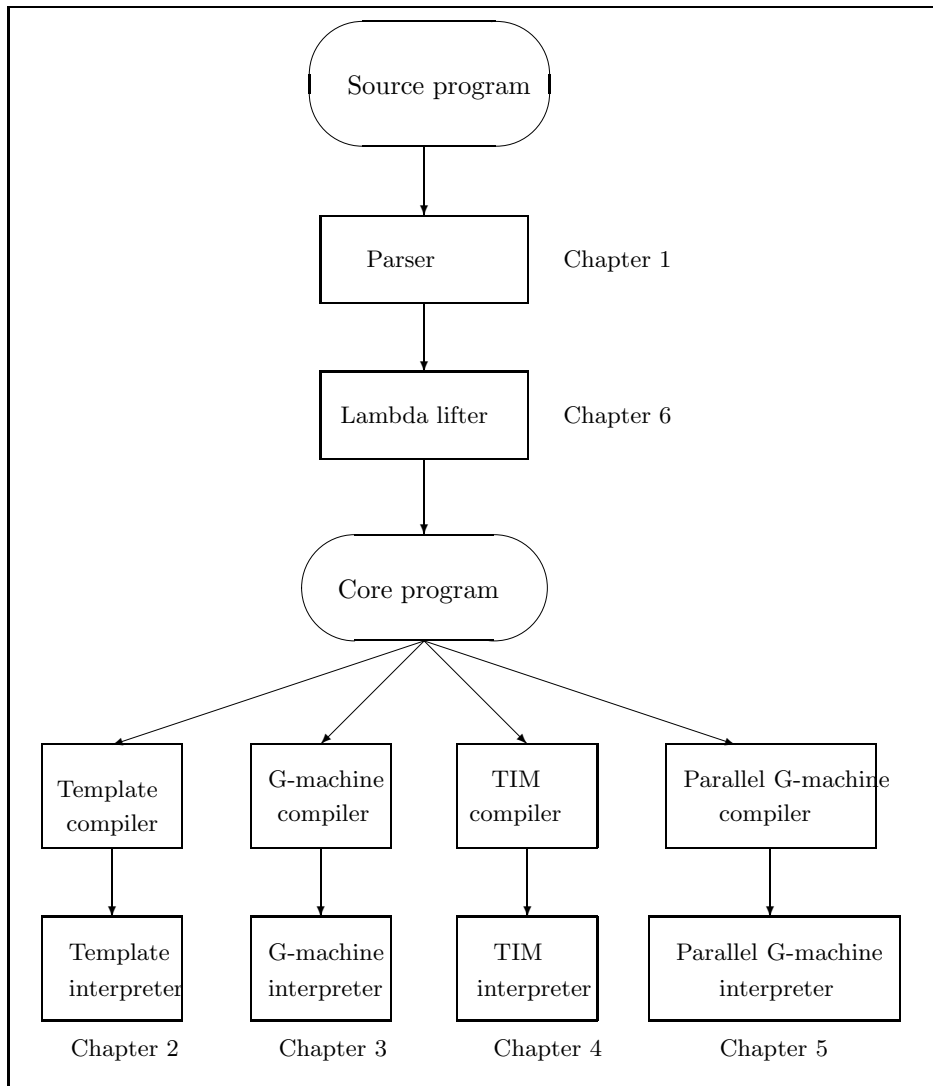 Source program
Parser
Chapter 1
Lambda lifter
Chapter 6
Core program
Template
compiler
G-machine
compiler
TIM
compiler
Parallel G-machine
compiler
Template
interpreter
G-machine
interpreter
TIM
interpreter
Parallel G-machine
interpreter
Chapter 2
Chapter 3
Chapter 4
Chapter 5